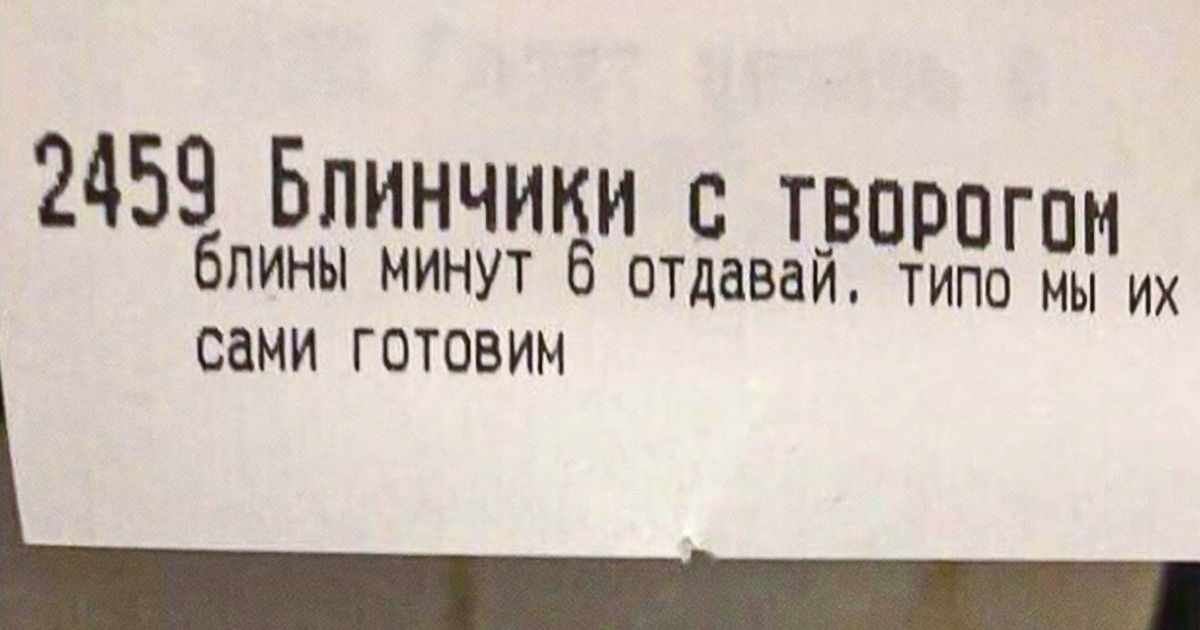 2459 Блинчики с творогом
блины минут 6 отдавай. типо мы их
сами готовим